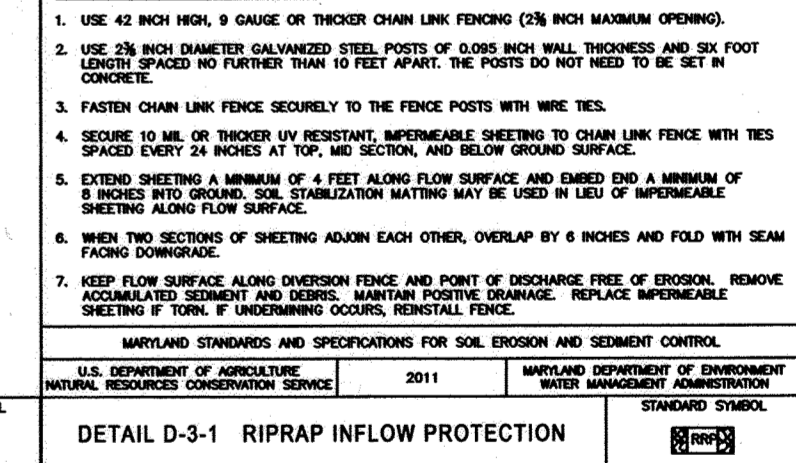 1. USE 42 INCH HIGH, 9 GAUGE OR THICKER CHAIN LINK FENCING (2⅜ INCH MAXIMUM OPENING).
2. USE 2⅜ INCH DIAMETER GALVANIZED STEEL POSTS OF 0.095 INCH WALL THICKNESS AND SIX FOOT
LENGTH SPACED NO FURTHER THAN 10 FEET APART. THE POSTS DO NOT NEED TO BE SET IN
CONCRETE.
3. FASTEN CHAIN LINK FENCE SECURELY TO THE FENCE POSTS WITH WIRE TIES.
4. SECURE 10 MIL OR THICKER UV RESISTANT, IMPERMEABLE SHEETING TO CHAIN LINK FENCE WITH TIES
SPACED EVERY 24 INCHES AT TOP, MID SECTION, AND BELOW GROUND SURFACE.
5. EXTEND SHEETING A MINIMUM OF 4 FEET ALONG FLOW SURFACE AND EMBED END A MINIMUM OF
8 INCHES INTO GROUND. SOIL STABILIZATION MATTING MAY BE USED IN LIEU OF IMPERMEABLE
SHEETING ALONG FLOW SURFACE.
6. WHEN TWO SECTIONS OF SHEETING ADJOIN EACH OTHER, OVERLAP BY 6 INCHES AND FOLD WITH SEAM
FACING DOWNGRADE.
7. KEEP FLOW SURFACE ALONG DIVERSION FENCE AND POINT OF DISCHARGE FREE OF EROSION. REMOVE
ACCUMULATED SEDIMENT AND DEBRIS. MAINTAIN POSITIVE DRAINAGE. REPLACE IMPERMEABLE
SHEETING IF TORN. IF UNDERMINING OCCURS, REINSTALL FENCE.
MARYLAND STANDARDS AND SPECIFICATIONS FOR SOIL EROSION AND SEDIMENT CONTROL
U.S. DEPARTMENT OF AGRICULTURE
NATURAL RESOURCES CONSERVATION SERVICE
2011
MARYLAND DEPARTMENT OF ENVIRONMENT
WATER MANAGEMENT ADMINISTRATION
L
DETAIL D-3-1 RIPRAP INFLOW PROTECTION
STANDARD SYMBOL
RRP